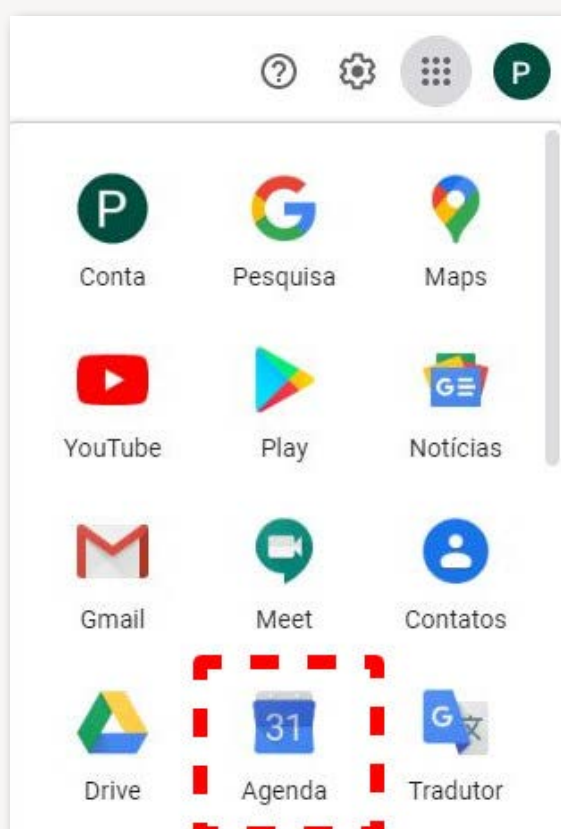 P
P
Conta Pesquisa Maps
YouTube Play Notícias
Gmail Meet Contatos
31
Drive Agenda Tradutor